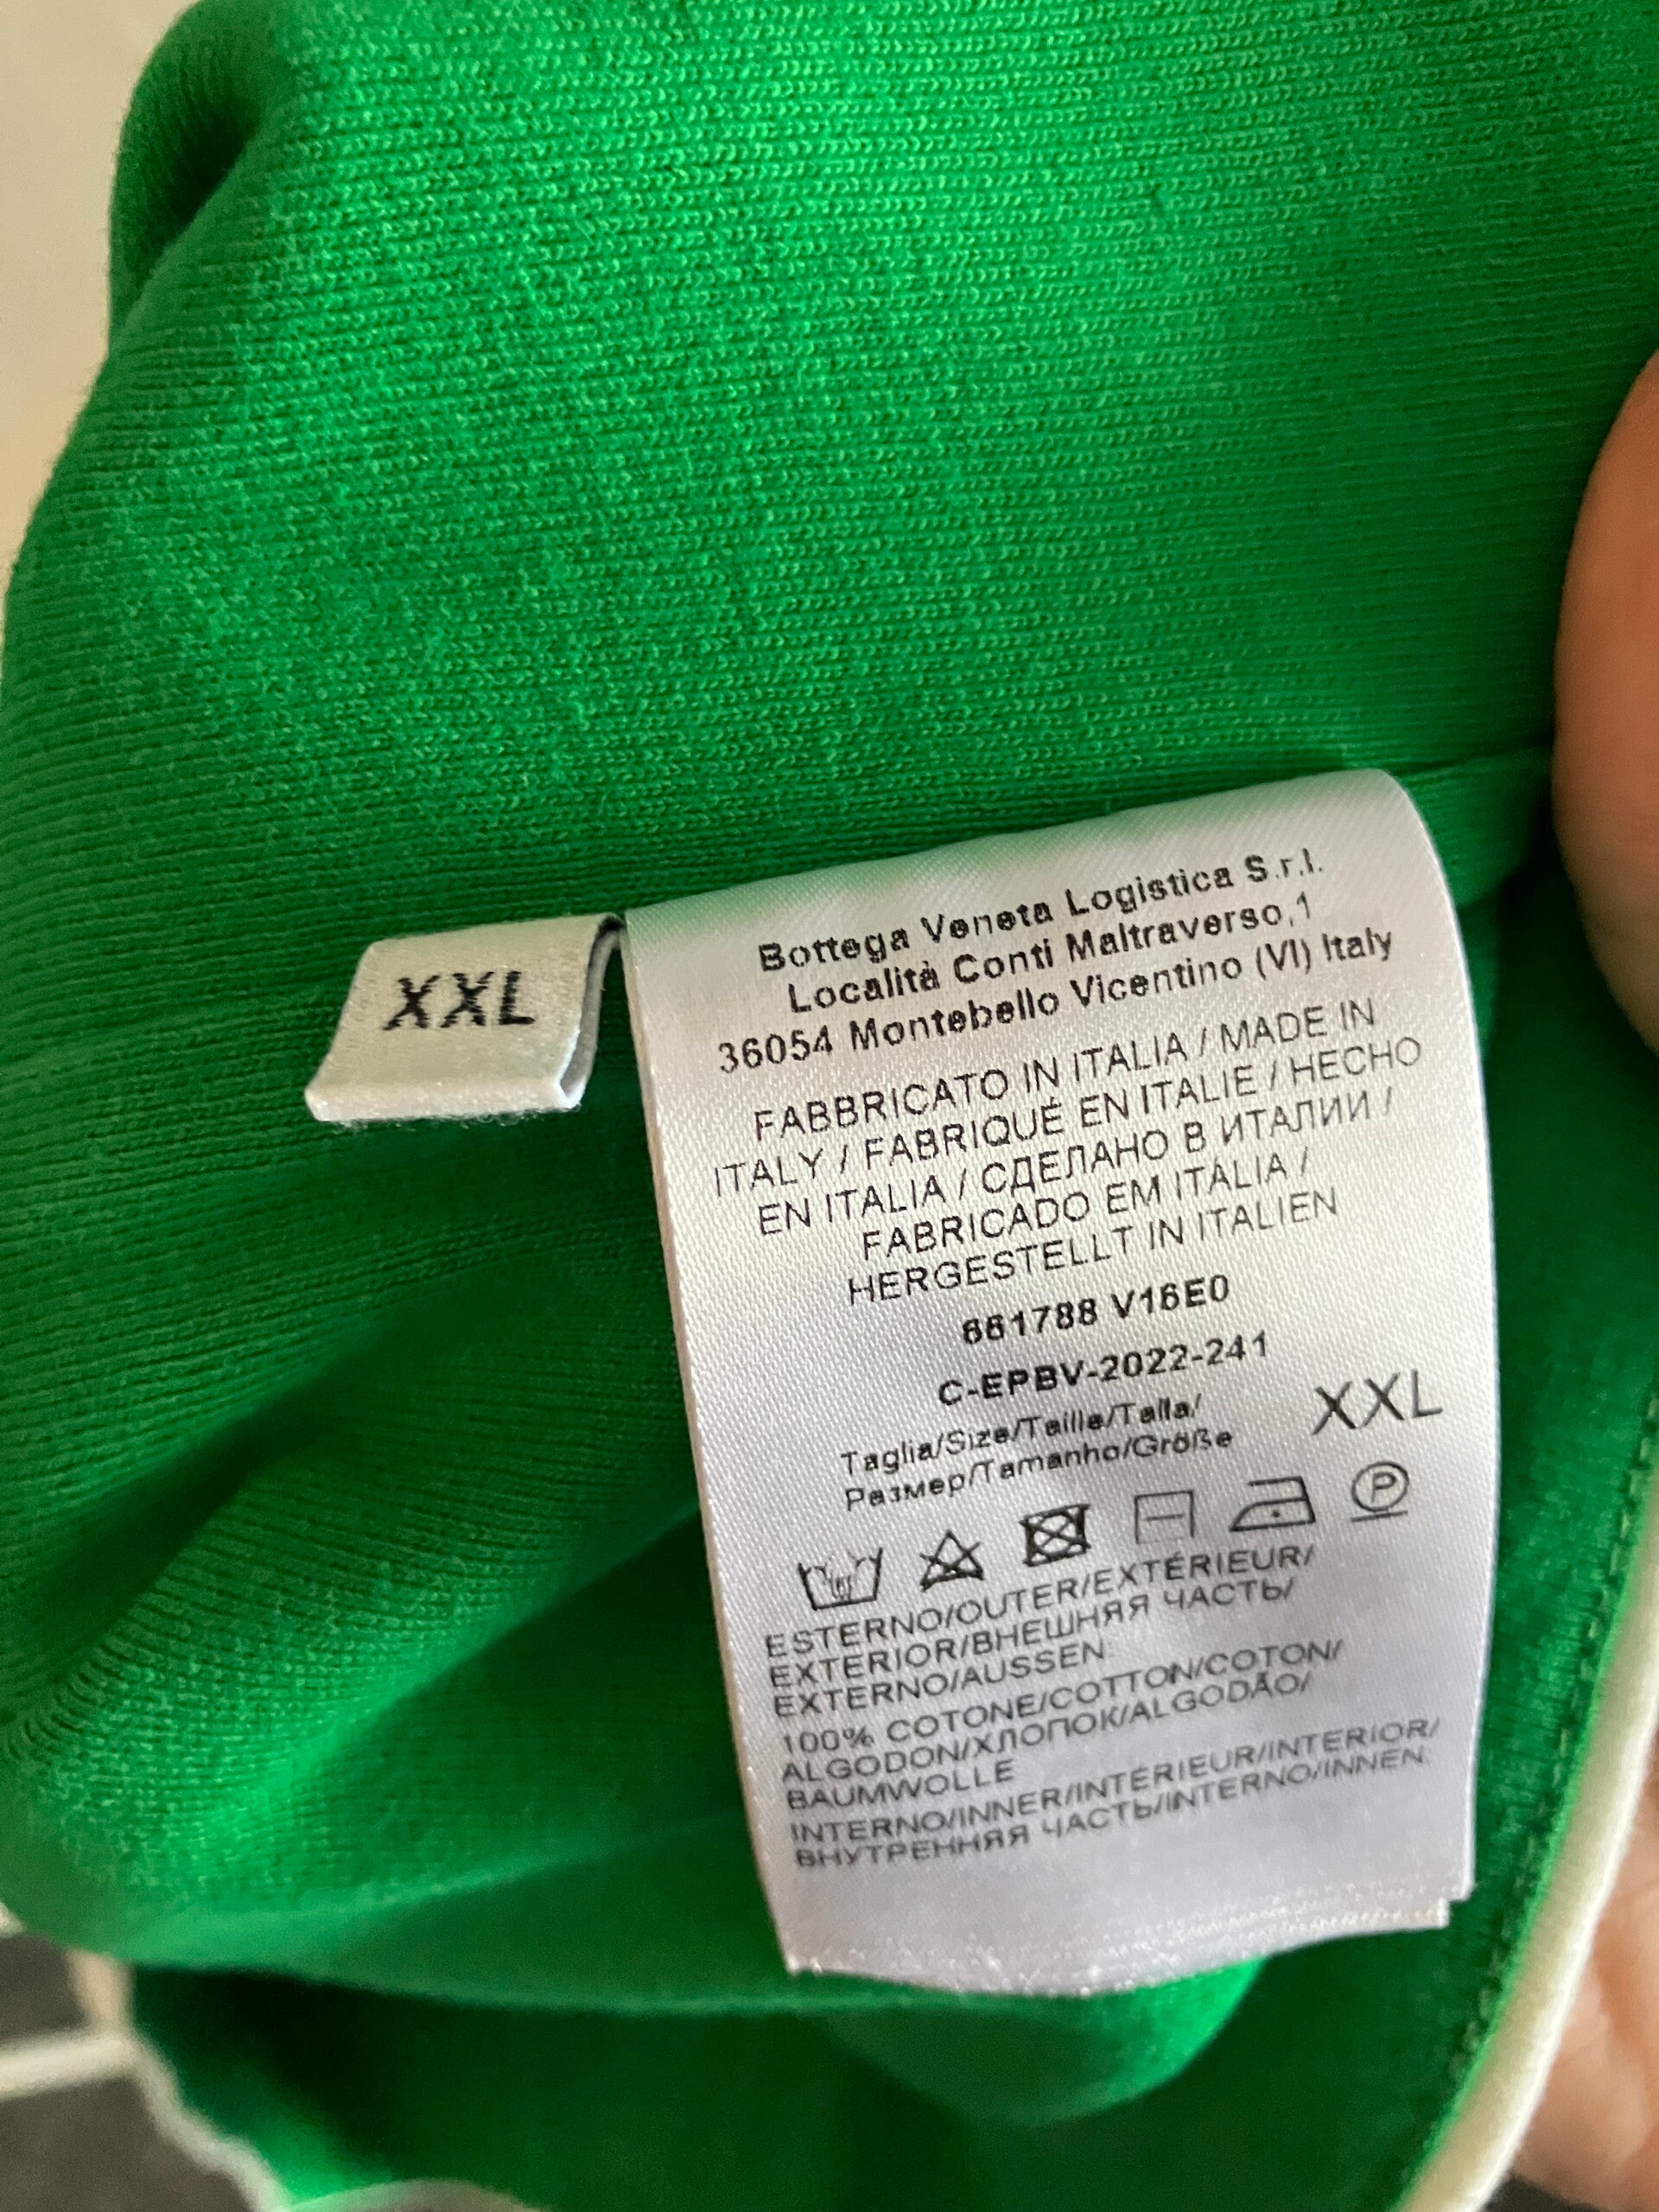 XXL
Bottega Veneta Logistica S.r.l.
Località Conti Maltraverso,1
36054 Montebello Vicentino (VI) Italy
FABBRICATO IN ITALIA / MADE IN
ITALY / FABRIQUÉ EN ITALIE / HECHO
EN ITALIA / СДЕЛАНО В ИТАЛИИ /
FABRICADO EM ITÁLIA /
HERGESTELLT IN ITALIEN
661788 V16E0
C-EPBV-2022-241
Taglia/Size/Taille/Talla/
Размер/Tamanho/Größe
XXL
P
ESTERNO/OUTER/EXTÉRIEUR/
EXTERIOR/ВНЕШНЯЯ ЧАСТЬ/
EXTERNO/AUSSEN:
100% COTONE/COTTON/COTON/
ALGODON/ХЛОПОК/ALGODÃO/
BAUMWOLLE
INTERNO/INNER/INTÉRIEUR/INTERIOR/
ВНУТРЕННЯЯ ЧАСТЬ/INTERNO/INNEN: